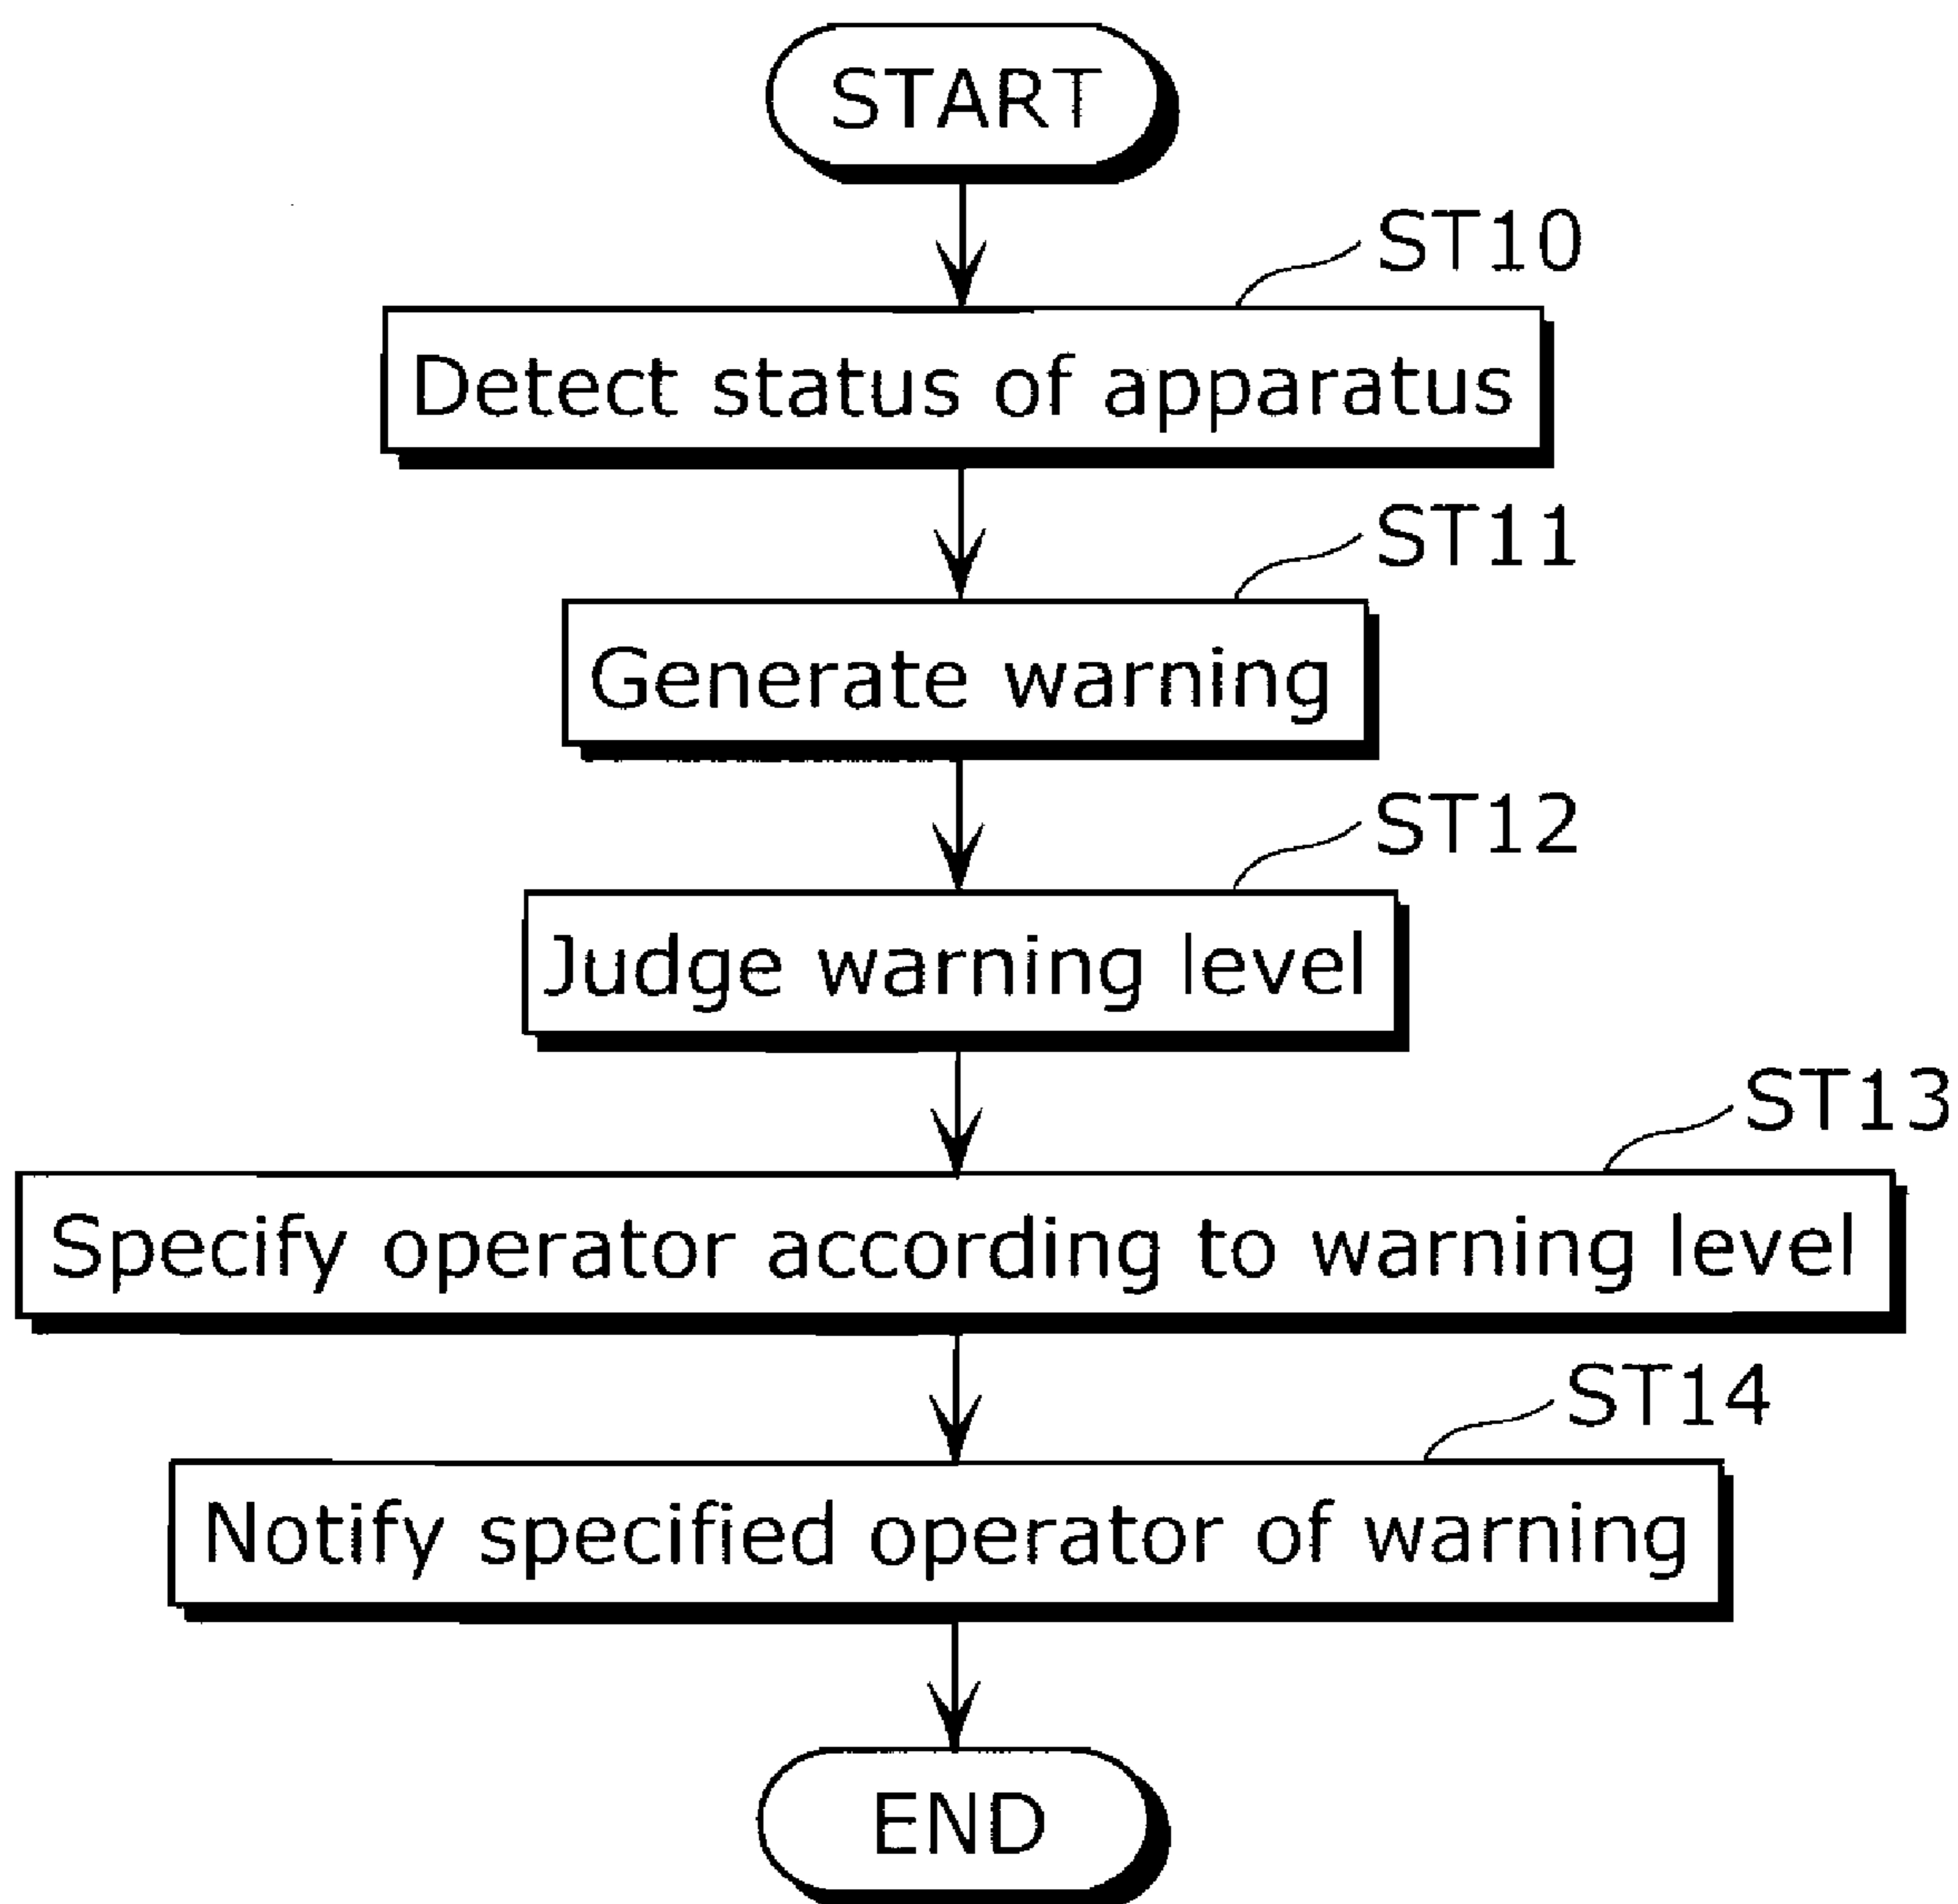 START
ST10
Detect status of apparatus
ST11
Generate warning
ST12
Judge warning level
ST13
Specify operator according to warning level
ST14
Notify specified operator of warning
END